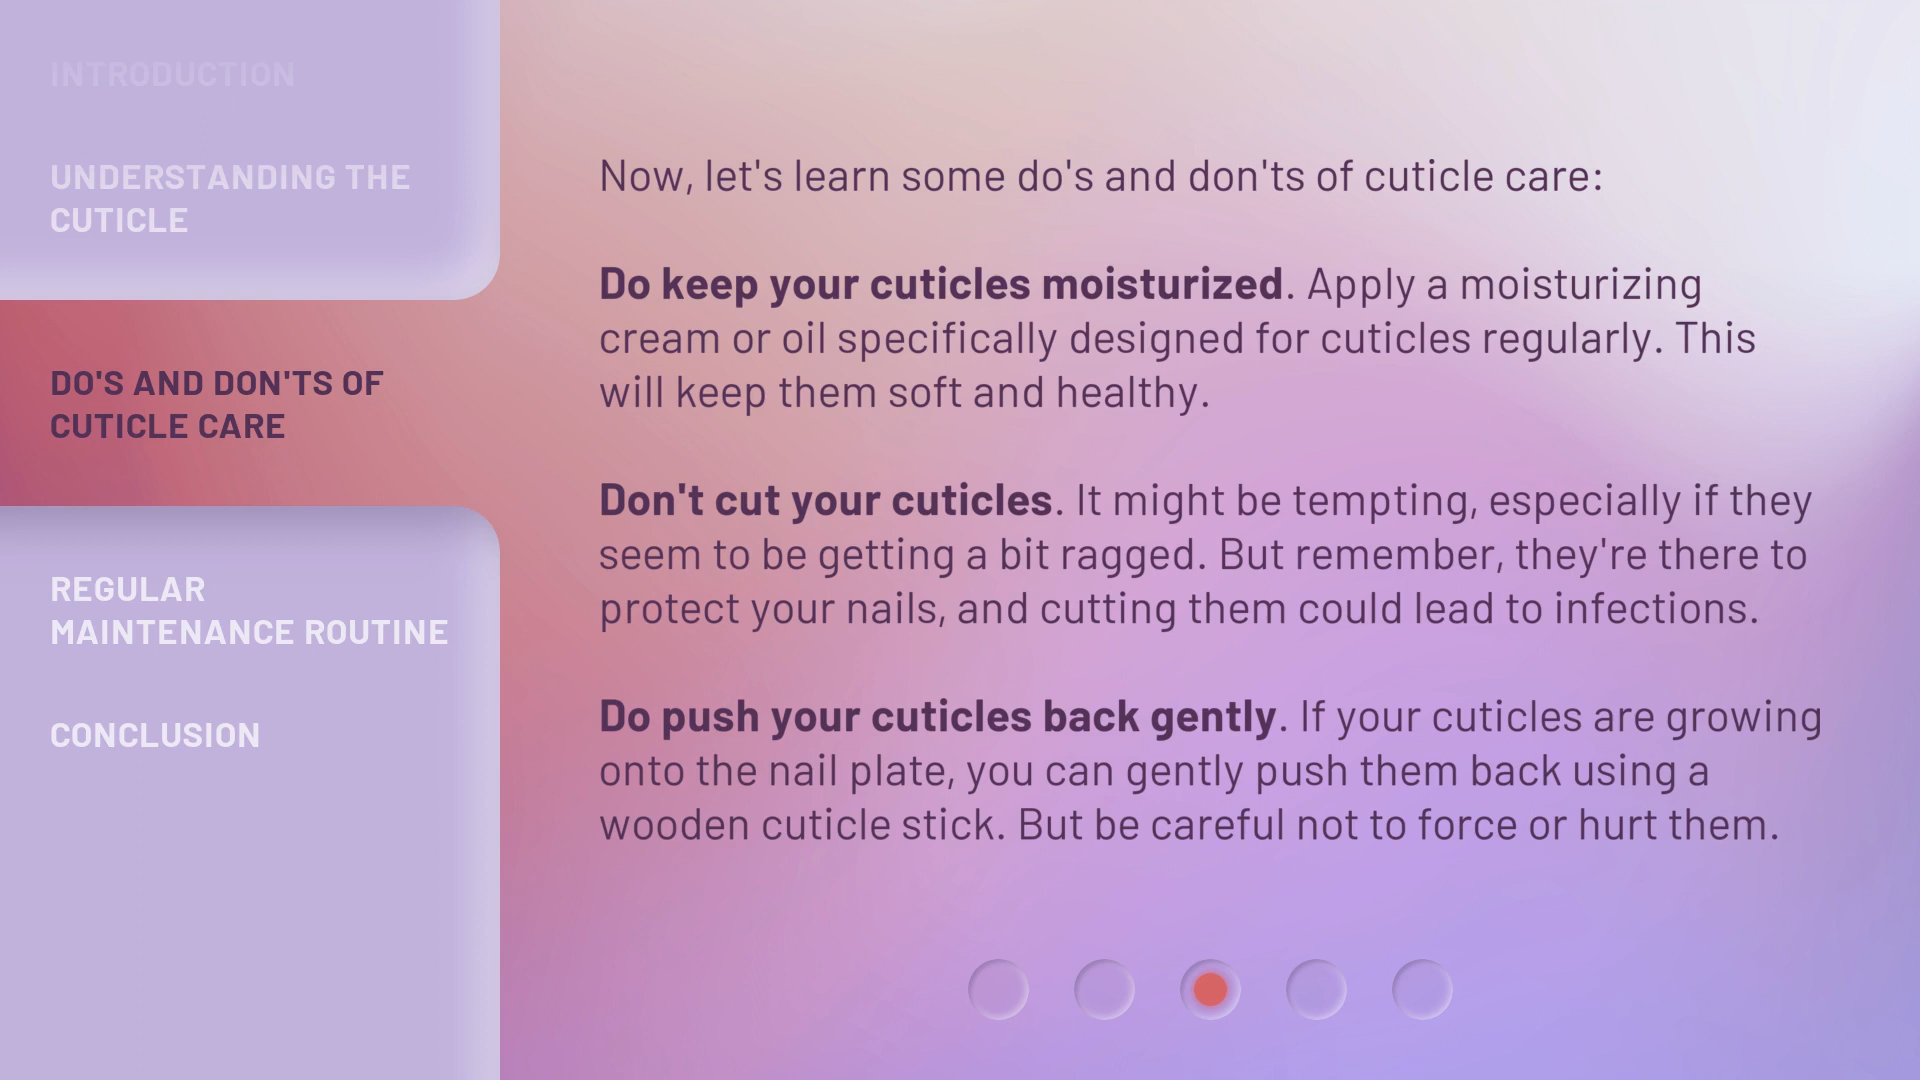 INTRODUCTION
UNDERSTANDING THE
CUTICLE
DO'S AND DON'TS OF
CUTICLE CARE
REGULAR
MAINTENANCE ROUTINE
CONCLUSION
Now, let's learn some do's and don'ts of cuticle care:
Do keep your cuticles moisturized. Apply a moisturizing
cream or oil specifically designed for cuticles regularly. This
will keep them soft and healthy.
Don't cut your cuticles. It might be tempting, especially if they
seem to be getting a bit ragged. But remember, they're there to
protect your nails, and cutting them could lead to infections.
Do push your cuticles back gently. If your cuticles are growing
onto the nail plate, you can gently push them back using a
wooden cuticle stick. But be careful not to force or hurt them.